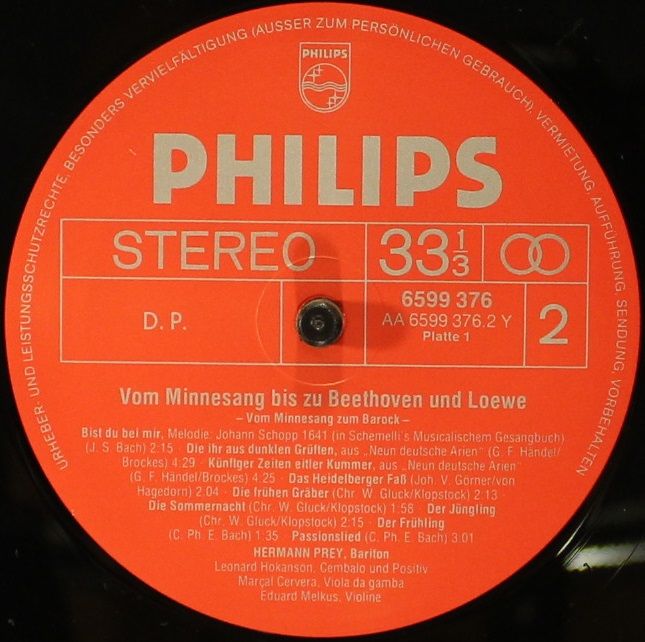 URHEBER- UND LEISTUNGSSCHUTZRECHTE, BESONDERS VERVIELFÄLTIGUNG (AUSSER ZUM PERSÖNLICHEN GEBRAUCH), VERMIETUNG, AUFFÜHRUNG, SENDUNG, VORBEHALTEN
PHILIPS
PHILIPS
STEREO 33 1/3
D. P.
6599 376
AA 6599 376.2 Y
Platte 1
2
Vom Minnesang bis zu Beethoven und Loewe
– Vom Minnesang zum Barock –
Bist du bei mir, Melodie: Johann Schopp 1641 (in Schemelli's Musicalischem Gesangbuch)
(J. S. Bach) 2:15 · Die ihr aus dunklen Grüften, aus „Neun deutsche Arien" (G. F. Händel/
Brockes) 4:29 · Künftiger Zeiten eitler Kummer, aus „Neun deutsche Arien"
(G. F. Händel/Brockes) 4:25 · Das Heidelberger Faß (Joh. V. Görner/von
Hagedorn) 2:04 · Die frühen Gräber (Chr. W. Gluck/Klopstock) 2:13 ·
Die Sommernacht (Chr. W. Gluck/Klopstock) 1:58 · Der Jüngling
(Chr. W. Gluck/Klopstock) 2:15 · Der Frühling
(C. Ph. E. Bach) 1:35 · Passionslied (C. Ph. E. Bach) 3:01
HERMANN PREY, Bariton
Leonard Hokanson, Cembalo und Positiv
Marçal Cervera, Viola da gamba
Eduard Melkus, Violine